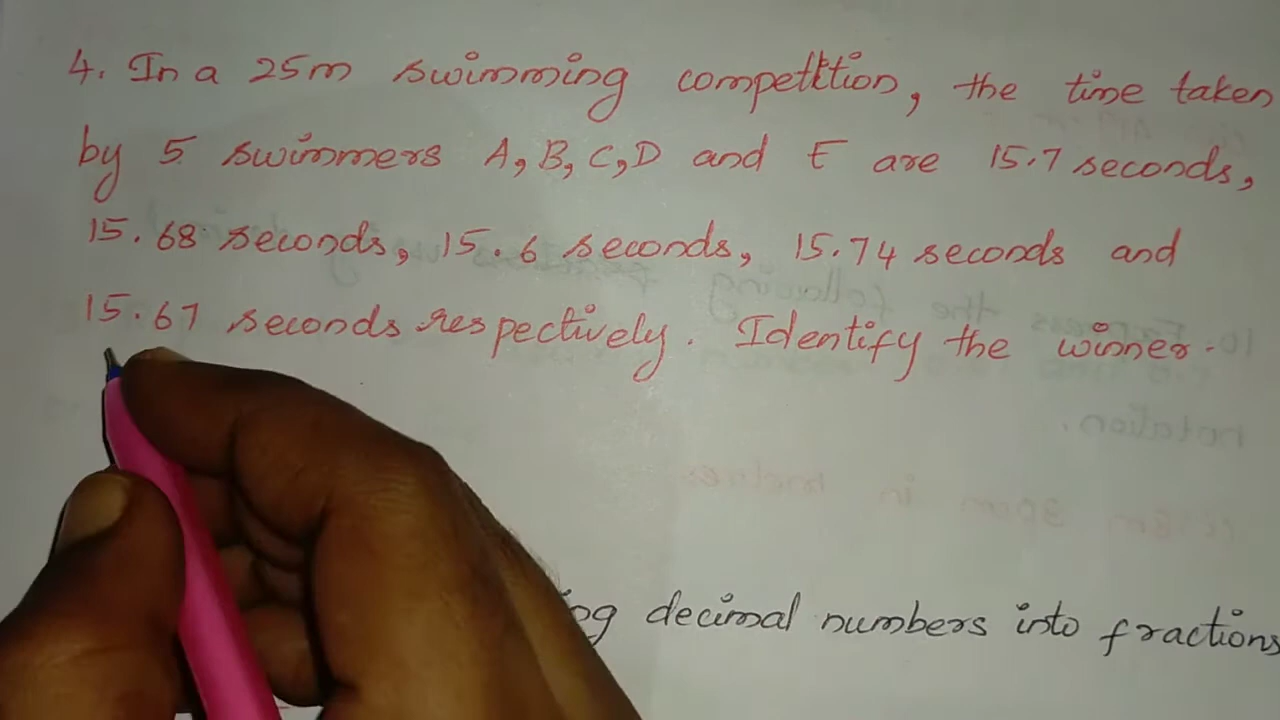 4. In a 25m swimming competition, the time taken
by 5 swimmers A, B, C, D and E are 15.7 seconds,
15.68 seconds, 15.6 seconds, 15.74 seconds and
15.67 seconds respectively. Identify the winner.
decimal numbers into fractions